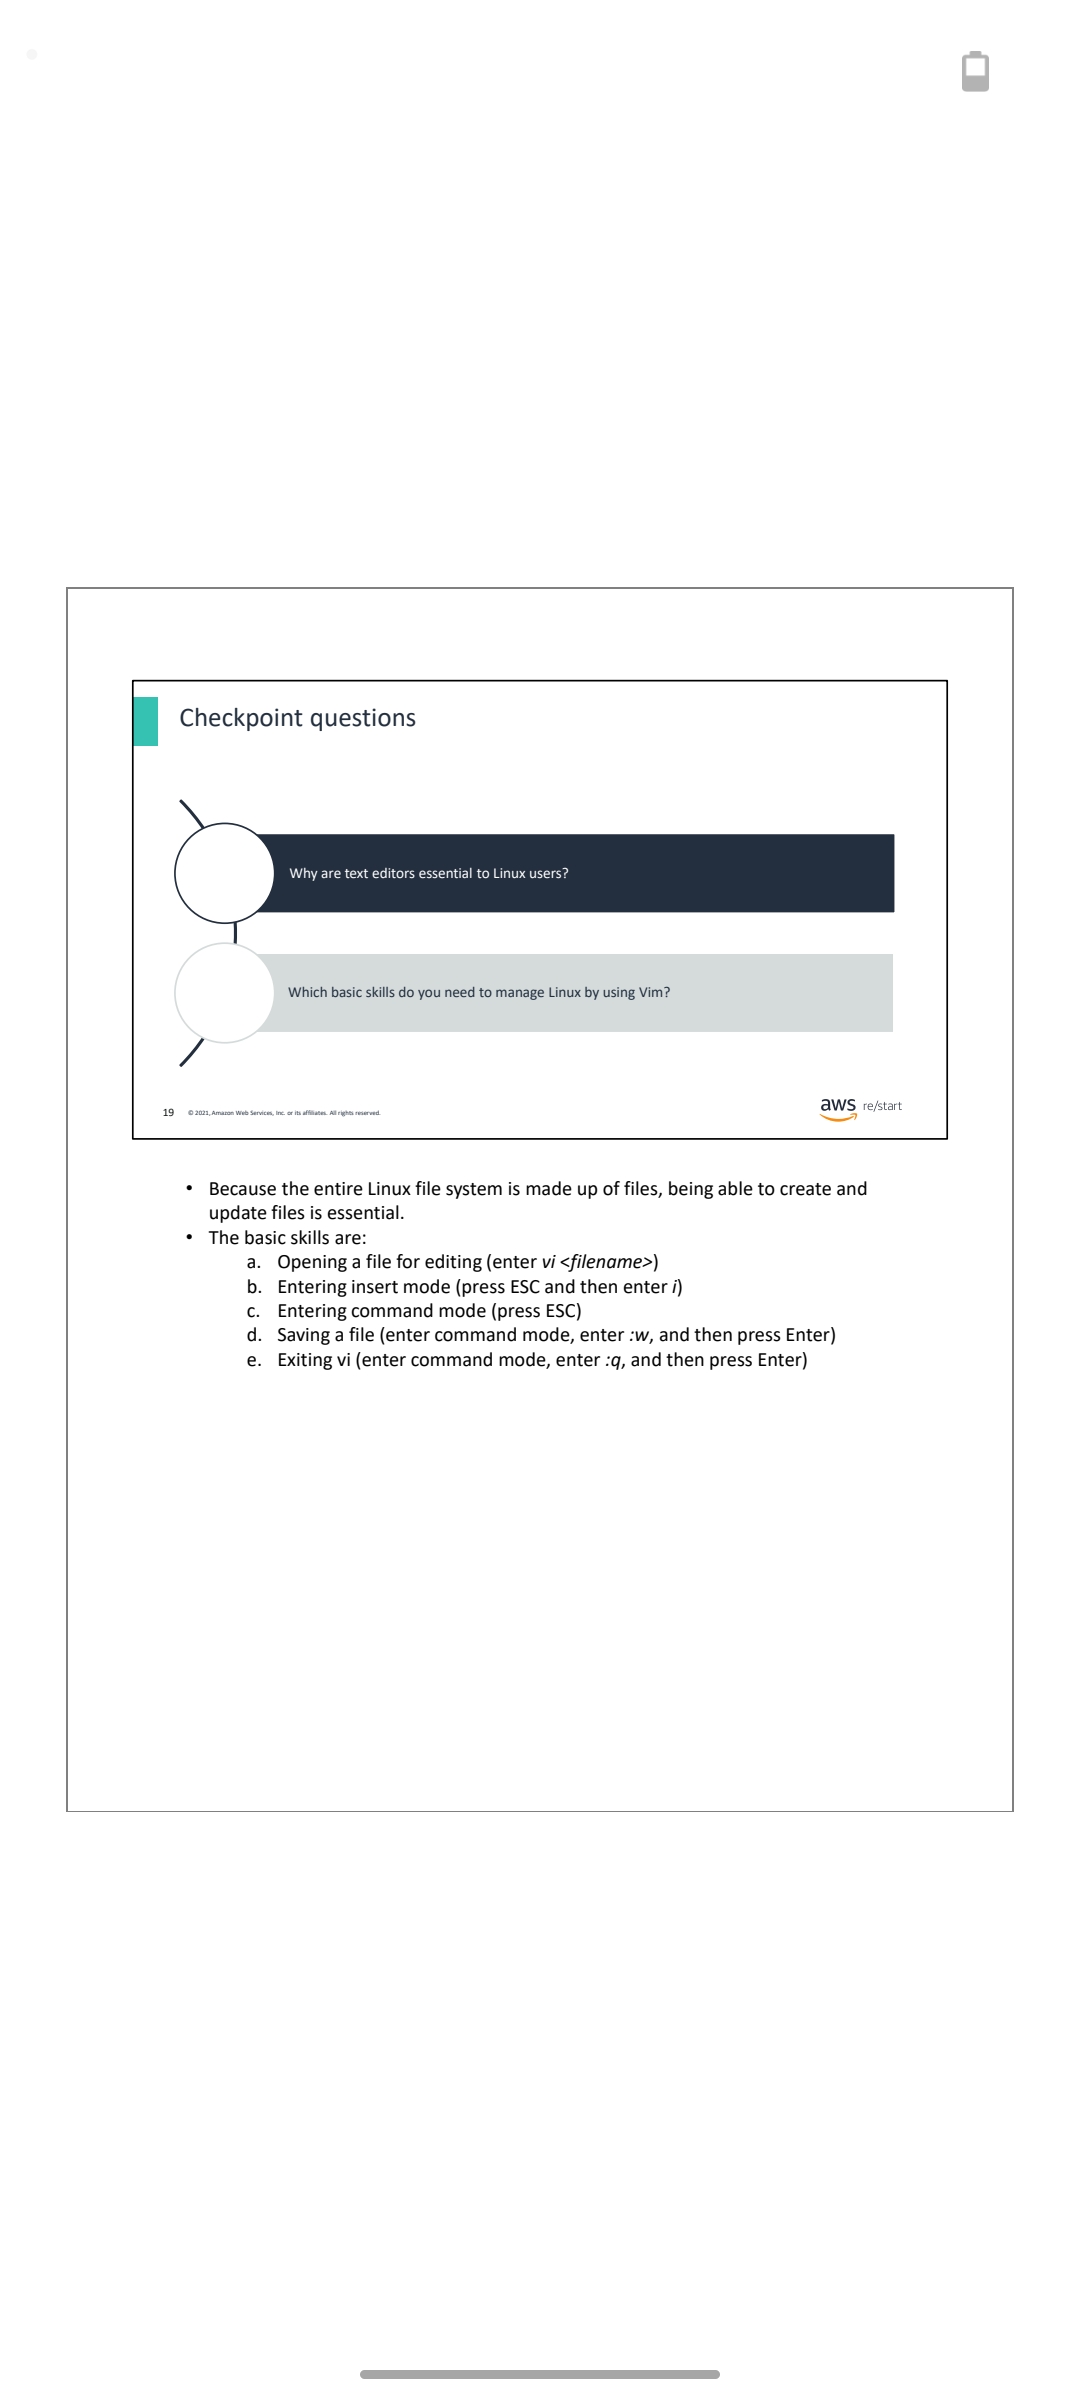 Checkpoint questions
Why are text editors essential to Linux users?
Which basic skills do you need to manage Linux by using Vim?
19 © 2021, Amazon Web Services, Inc. or its affiliates. All rights reserved.
aws re/start
• Because the entire Linux file system is made up of files, being able to create and
update files is essential.
• The basic skills are:
a. Opening a file for editing (enter vi <filename>)
b. Entering insert mode (press ESC and then enter i)
c. Entering command mode (press ESC)
d. Saving a file (enter command mode, enter :w, and then press Enter)
e. Exiting vi (enter command mode, enter :q, and then press Enter)